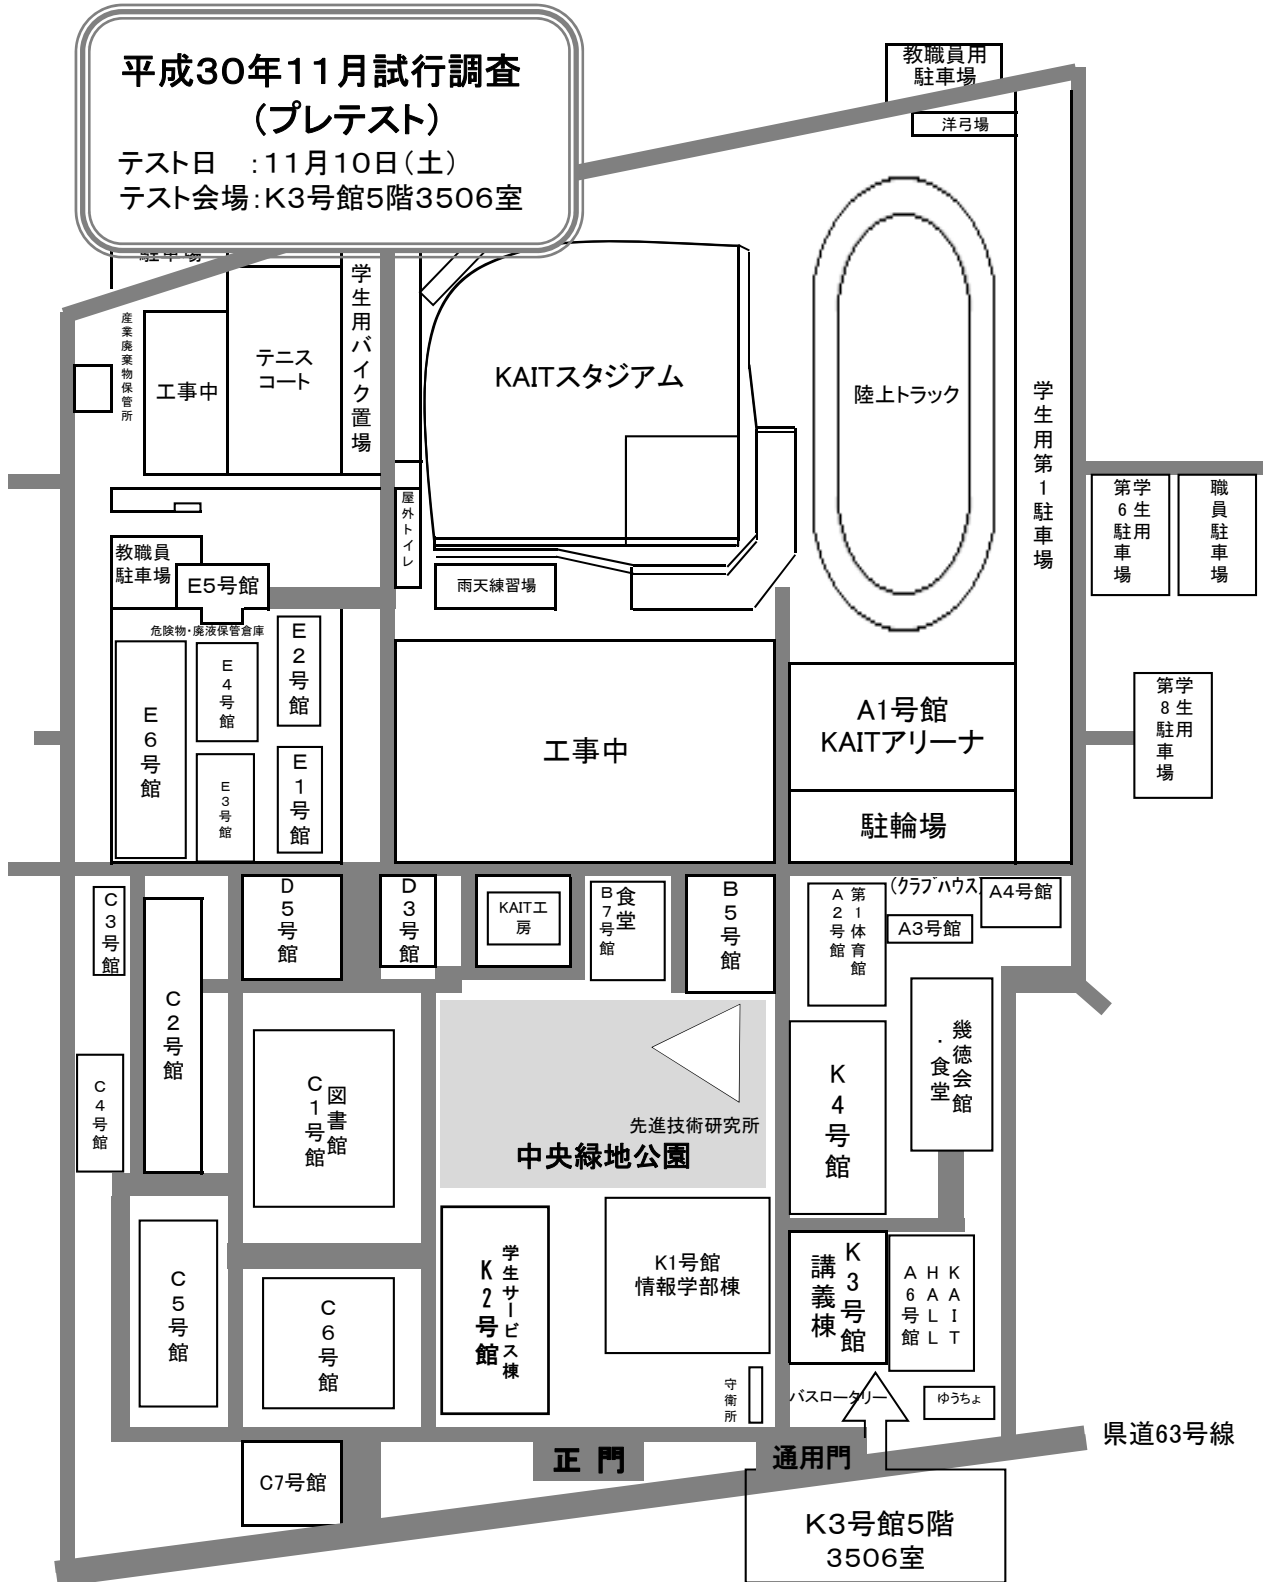 平成30年11月試行調査
(プレテスト)
テスト日　：11月10日(土)
テスト会場：K3号館5階3506室
教職員用
駐車場
洋弓場
駐車場
産業廃棄物保管所
工事中
テニス
コート
学生用バイク置場
KAITスタジアム
陸上トラック
学生用第1駐車場
学生用
第6駐車場
職員駐車場
屋外トイレ
教職員
駐車場
E5号館
雨天練習場
危険物・廃液保管倉庫
E2号館
E4号館
E6号館
E1号館
E3号館
工事中
A1号館
KAITアリーナ
駐輪場
学生用
第8駐車場
C3号館
D5号館
D3号館
KAIT工
房
食堂
B7号館
B5号館
第1体育館
A2号館
(クラブハウス)
A4号館
A3号館
C2号館
C4号館
図書館
C1号館
先進技術研究所
中央緑地公園
K4号館
幾徳会館
・食堂
C5号館
C6号館
学生サービス棟
K2号館
K1号館
情報学部棟
K3号館
講義棟
KAIT
HALL
A6号館
守衛所
バスロータリー
ゆうちょ
県道63号線
正 門
通用門
C7号館
K3号館5階
3506室